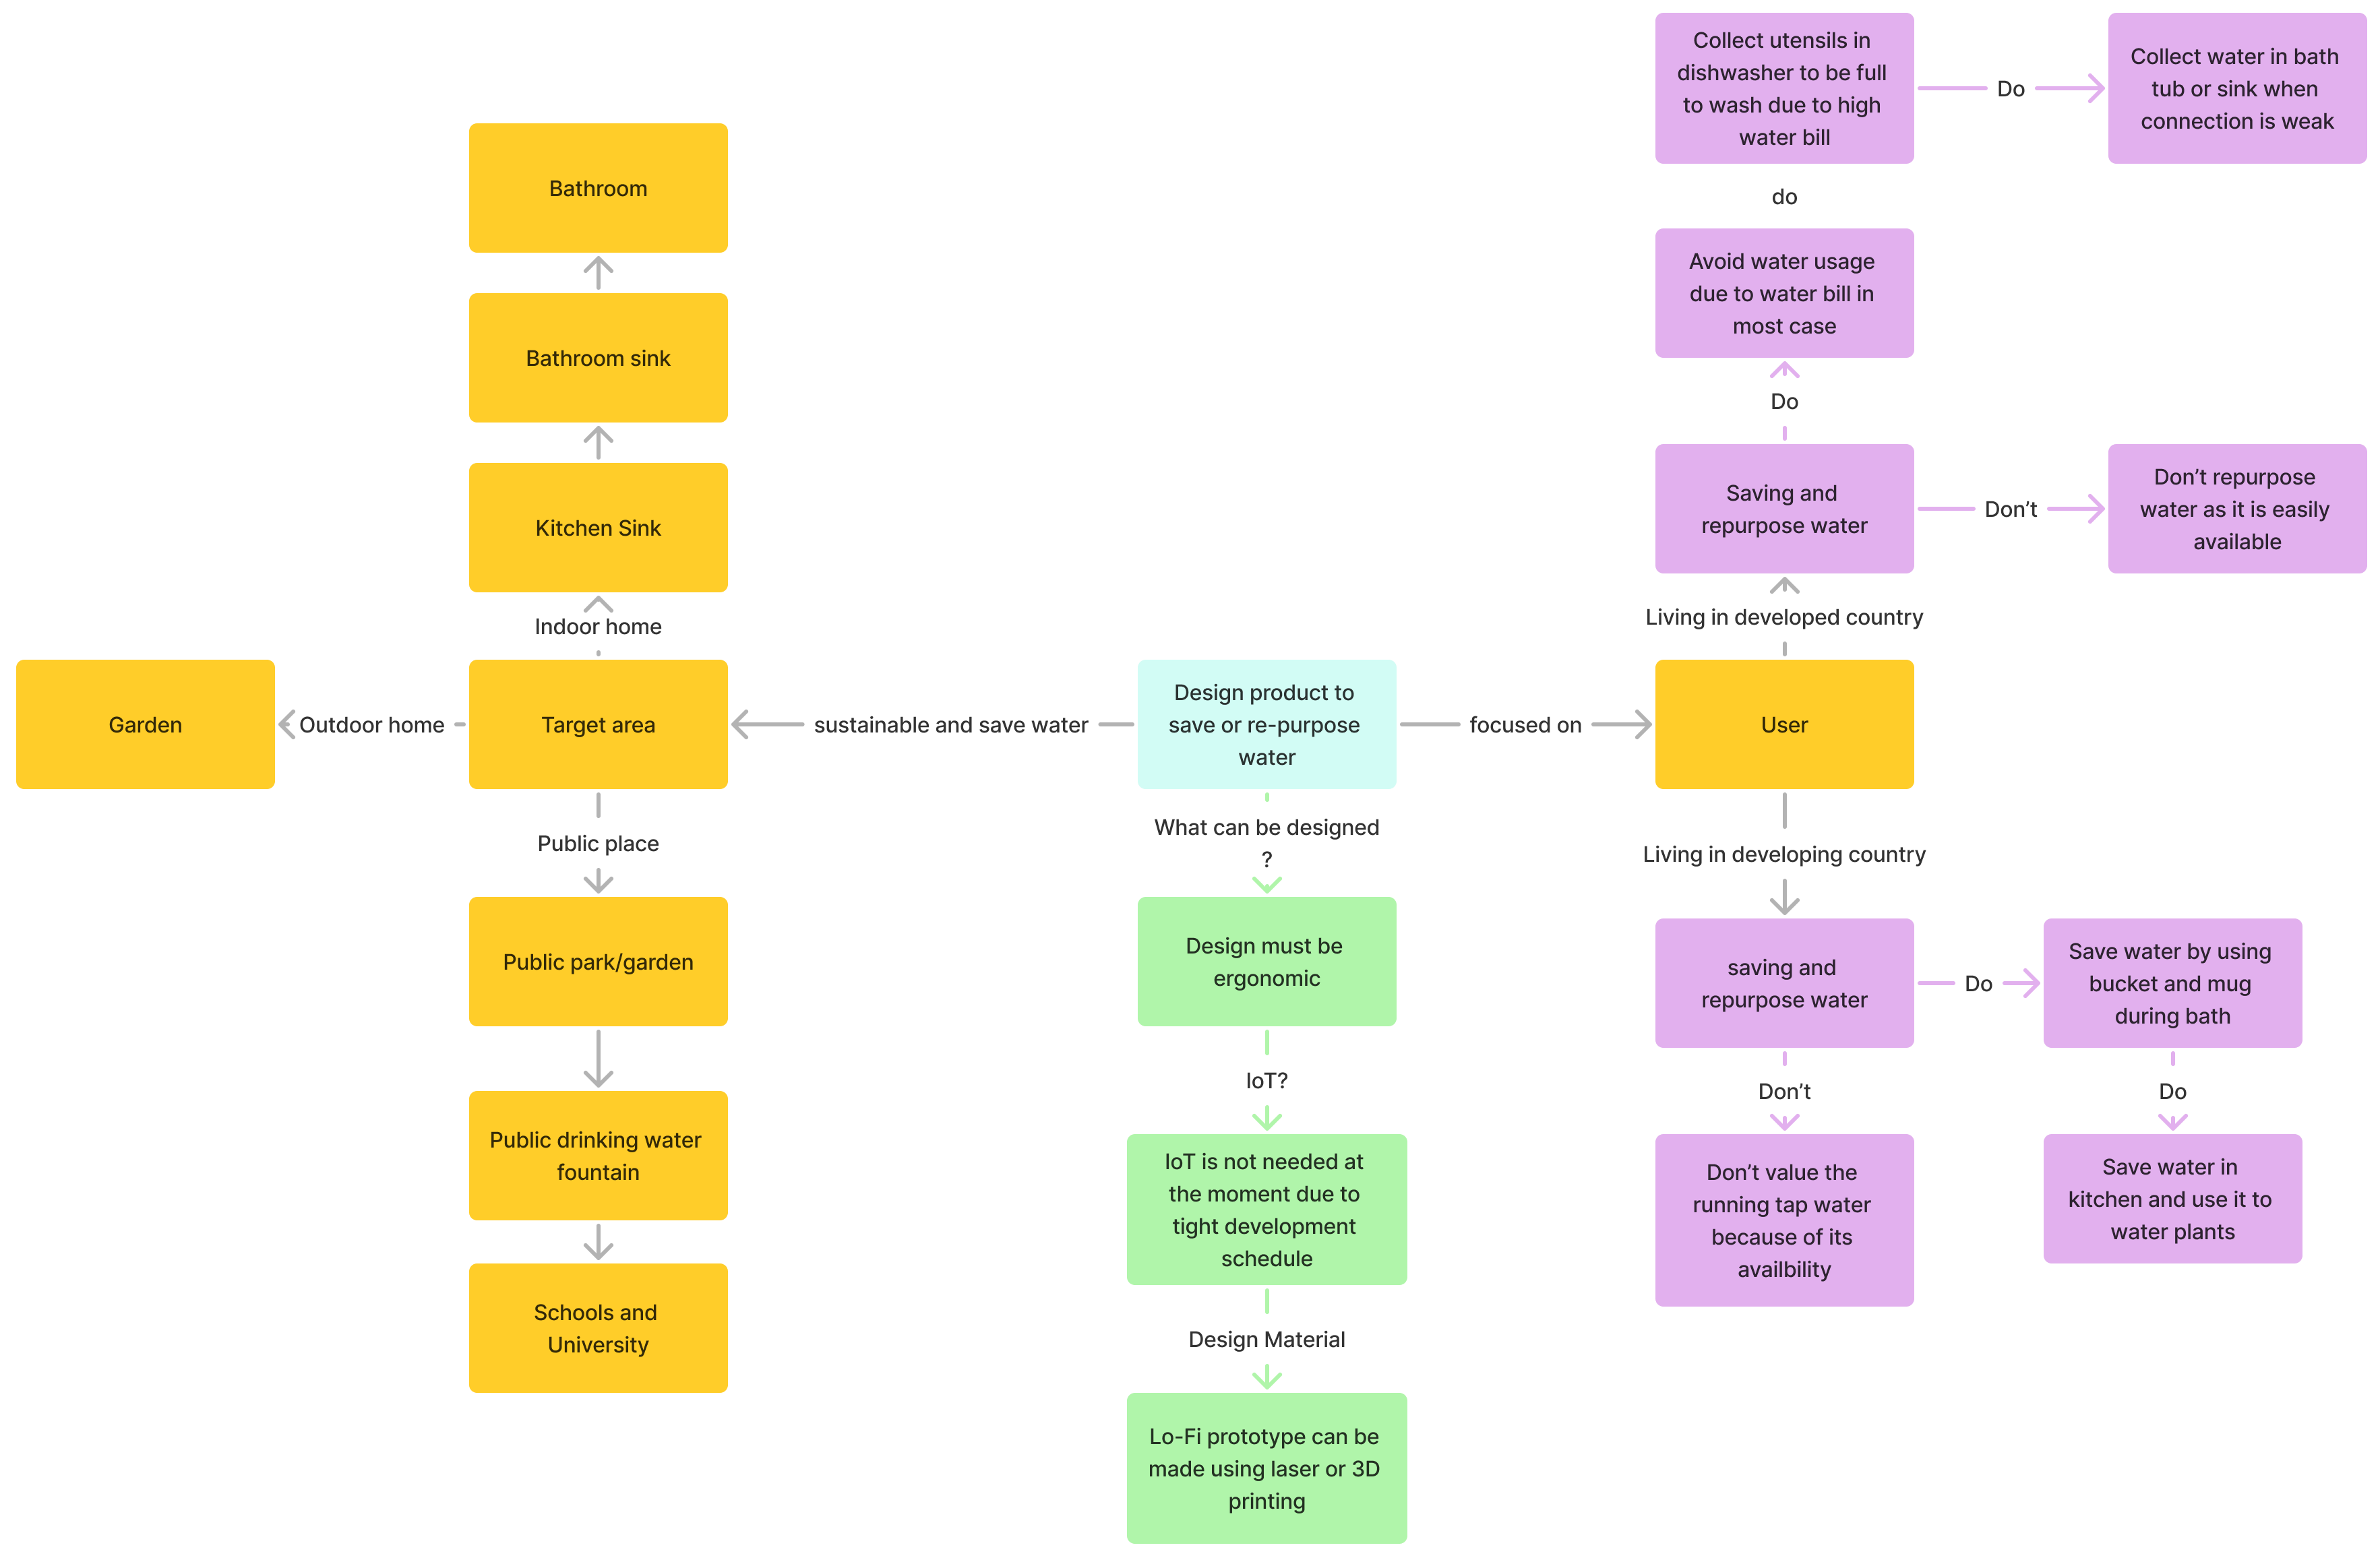 Collect utensils in
dishwasher to be full
to wash due to high
water bill
Do
Collect water in bath
tub or sink when
connection is weak
do
Avoid water usage
due to water bill in
most case
Do
Saving and
repurpose water
Don’t
Don’t repurpose
water as it is easily
available
Living in developed country
Bathroom
Bathroom sink
Kitchen Sink
Indoor home
Garden
Outdoor home
Target area
sustainable and save water
Design product to
save or re-purpose
water
focused on
User
Public place
Public park/garden
Public drinking water
fountain
Schools and
University
What can be designed
?
Design must be
ergonomic
IoT?
IoT is not needed at
the moment due to
tight development
schedule
Design Material
Lo-Fi prototype can be
made using laser or 3D
printing
Living in developing country
saving and
repurpose water
Do
Save water by using
bucket and mug
during bath
Don’t
Do
Don’t value the
running tap water
because of its
availbility
Save water in
kitchen and use it to
water plants